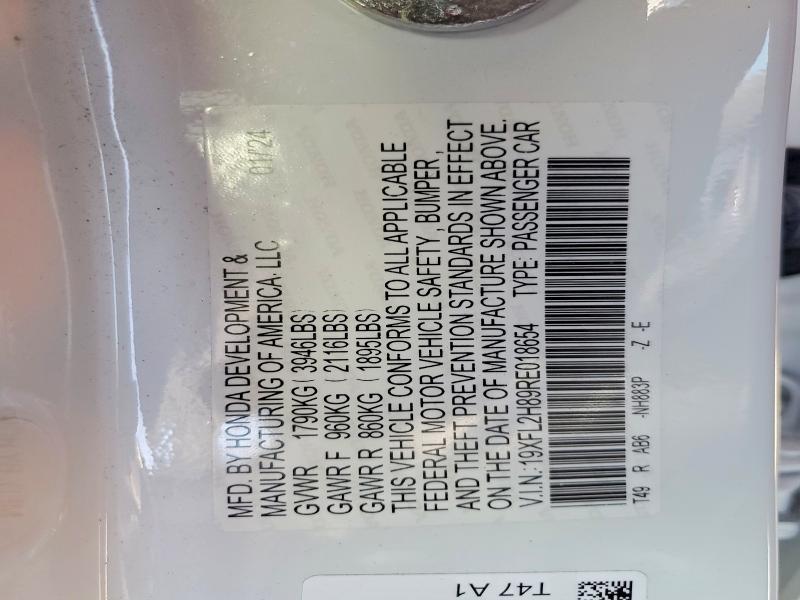 MFD. BY HONDA DEVELOPMENT &
MANUFACTURING OF AMERICA. LLC 01/24
GVWR 1790KG ( 3946LBS)
GAWR F 960KG ( 2116LBS)
GAWR R 860KG ( 1895LBS)
THIS VEHICLE CONFORMS TO ALL APPLICABLE
FEDERAL MOTOR VEHICLE SAFETY, BUMPER,
AND THEFT PREVENTION STANDARDS IN EFFECT
ON THE DATE OF MANUFACTURE SHOWN ABOVE.
V.I.N.:19XFL2H89RE018654 TYPE: PASSENGER CAR
T49 R AB6 -NH883P -Z -E
T47 A1